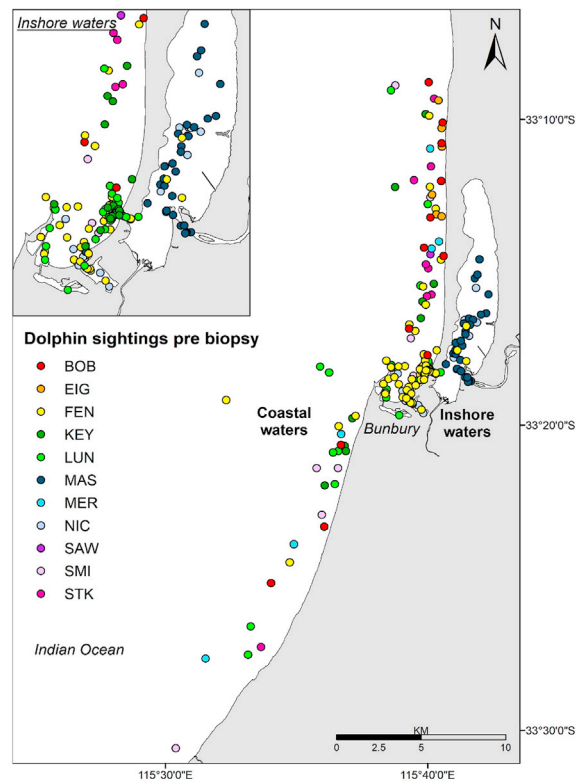 Inshore waters
N
33°10'0"S
Dolphin sightings pre biopsy
BOB
EIG
FEN
KEY
LUN
MAS
MER
NIC
SAW
SMI
STK
Coastal
waters
Bunbury
Inshore
waters
33°20'0"S
Indian Ocean
33°30'0"S
KM
0 2.5 5 10
115°30'0"E
115°40'0"E